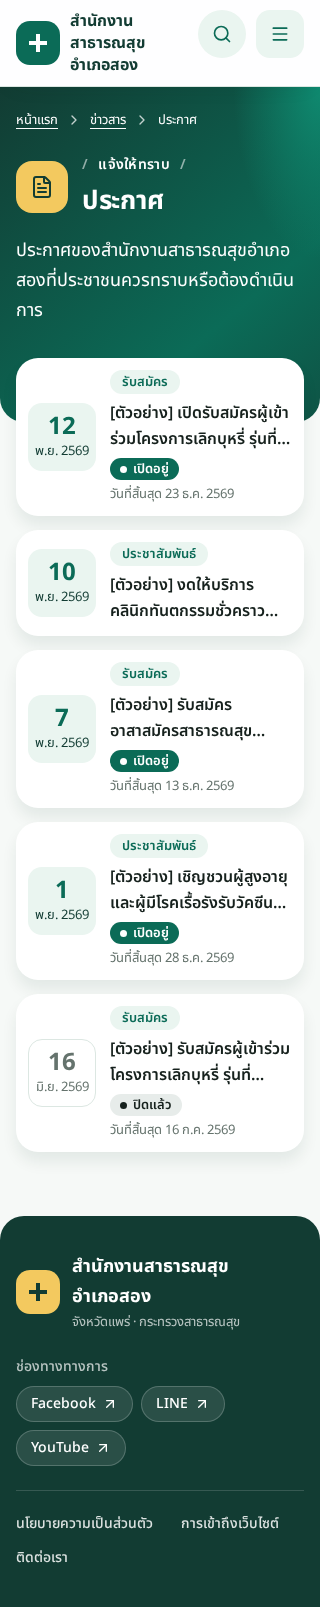 สำนักงาน
สาธารณสุข
อำเภอสอง
หน้าแรก
ข่าวสาร
ประกาศ
/ แจ้งให้ทราบ /
ประกาศ
ประกาศของสำนักงานสาธารณสุขอำเภอ
สองที่ประชาชนควรทราบหรือต้องดำเนิน
การ
รับสมัคร
12
พ.ย. 2569
[ตัวอย่าง] เปิดรับสมัครผู้เข้า
ร่วมโครงการเลิกบุหรี่ รุ่นที่...
เปิดอยู่
วันที่สิ้นสุด 23 ธ.ค. 2569
ประชาสัมพันธ์
10
พ.ย. 2569
[ตัวอย่าง] งดให้บริการ
คลินิกทันตกรรมชั่วคราว...
รับสมัคร
7
พ.ย. 2569
[ตัวอย่าง] รับสมัคร
อาสาสมัครสาธารณสุข...
เปิดอยู่
วันที่สิ้นสุด 13 ธ.ค. 2569
ประชาสัมพันธ์
1
พ.ย. 2569
[ตัวอย่าง] เชิญชวนผู้สูงอายุ
และผู้มีโรคเรื้อรังรับวัคซีน...
เปิดอยู่
วันที่สิ้นสุด 28 ธ.ค. 2569
รับสมัคร
16
มิ.ย. 2569
[ตัวอย่าง] รับสมัครผู้เข้าร่วม
โครงการเลิกบุหรี่ รุ่นที่...
ปิดแล้ว
วันที่สิ้นสุด 16 ก.ค. 2569
สำนักงานสาธารณสุข
อำเภอสอง
จังหวัดแพร่ · กระทรวงสาธารณสุข
ช่องทางทางการ
Facebook
LINE
YouTube
นโยบายความเป็นส่วนตัว
การเข้าถึงเว็บไซต์
ติดต่อเรา